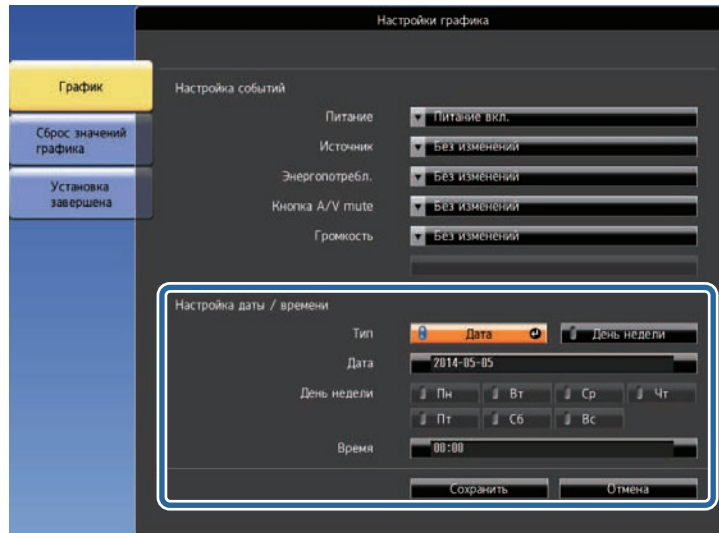 Настройки графика
График
Сброс значений
графика
Установка
завершена
Настройка событий
Питание Питание вкл.
Источник Без изменений
Энергопотребл. Без изменений
Кнопка A/V mute Без изменений
Громкость Без изменений
Настройка даты / времени
Тип Дата День недели
Дата 2014-05-05
День недели Пн Вт Ср Чт
Пт Сб Вс
Время 00:00
Сохранить Отмена